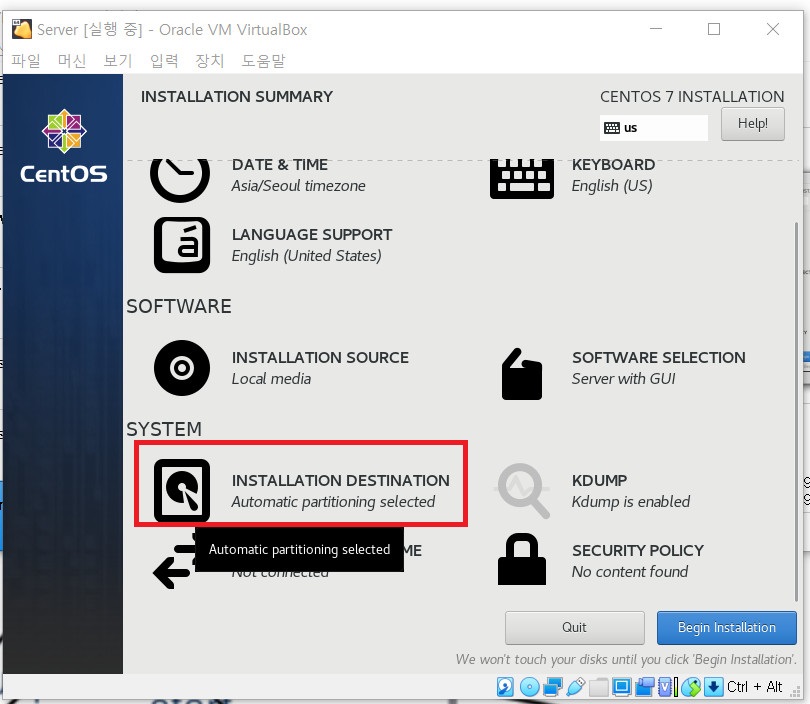 Server [실행 중] - Oracle VM VirtualBox
파일 머신 보기 입력 장치 도움말
INSTALLATION SUMMARY
CENTOS 7 INSTALLATION
us
Help!
CentOS
DATE & TIME
Asia/Seoul timezone
KEYBOARD
English (US)
á
LANGUAGE SUPPORT
English (United States)
SOFTWARE
INSTALLATION SOURCE
Local media
SOFTWARE SELECTION
Server with GUI
SYSTEM
INSTALLATION DESTINATION
Automatic partitioning selected
KDUMP
Kdump is enabled
Automatic partitioning selected
ME
Not connected
SECURITY POLICY
No content found
Quit
Begin Installation
We won't touch your disks until you click 'Begin Installation'.
Ctrl + Alt